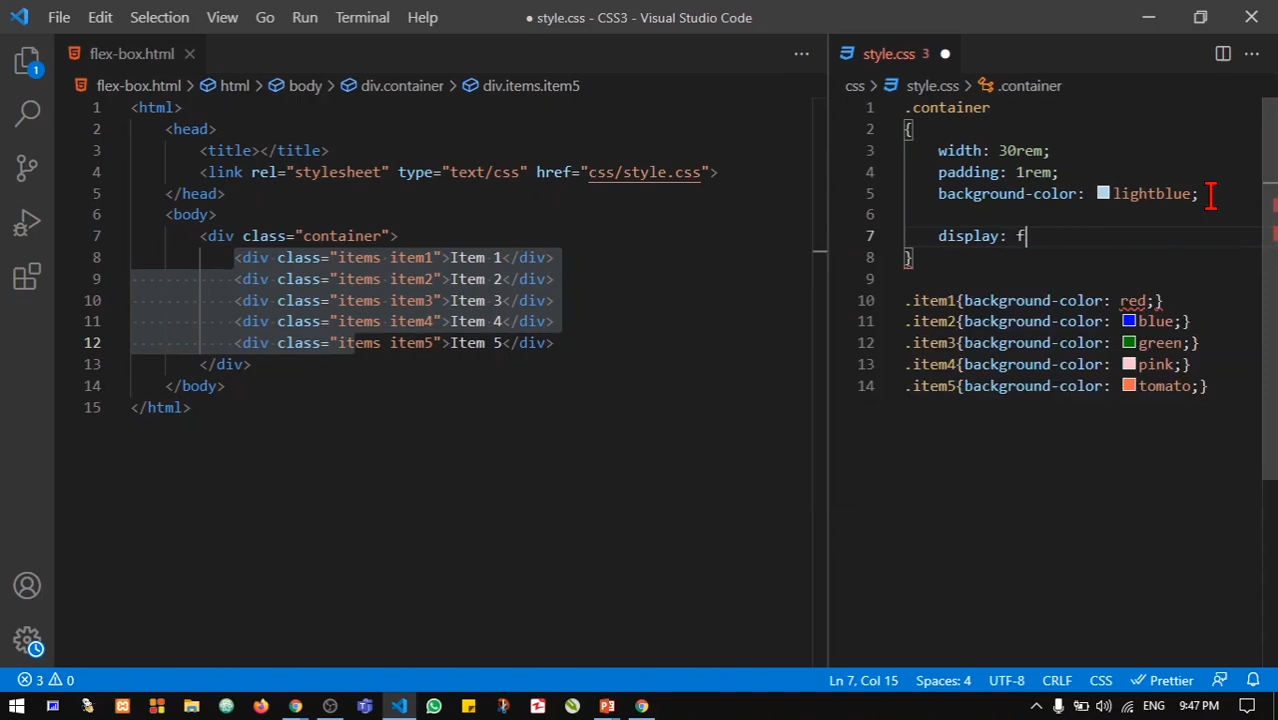 File Edit Selection View Go Run Terminal Help
● style.css - CSS3 - Visual Studio Code
flex-box.html
flex-box.html > html > body > div.container > div.items.item5
1 <html>
2 <head>
3 <title></title>
4 <link rel="stylesheet" type="text/css" href="css/style.css">
5 </head>
6 <body>
7 <div class="container">
8 <div class="items item1">Item 1</div>
9 <div class="items item2">Item 2</div>
10 <div class="items item3">Item 3</div>
11 <div class="items item4">Item 4</div>
12 <div class="items item5">Item 5</div>
13 </div>
14 </body>
15 </html>
style.css 3 ●
css > style.css > .container
1 .container
2 {
3 width: 30rem;
4 padding: 1rem;
5 background-color: lightblue;
6
7 display: f
8 }
9
10 .item1{background-color: red;}
11 .item2{background-color: blue;}
12 .item3{background-color: green;}
13 .item4{background-color: pink;}
14 .item5{background-color: tomato;}
1
3 0
Ln 7, Col 15 Spaces: 4 UTF-8 CRLF CSS Prettier
ENG 9:47 PM